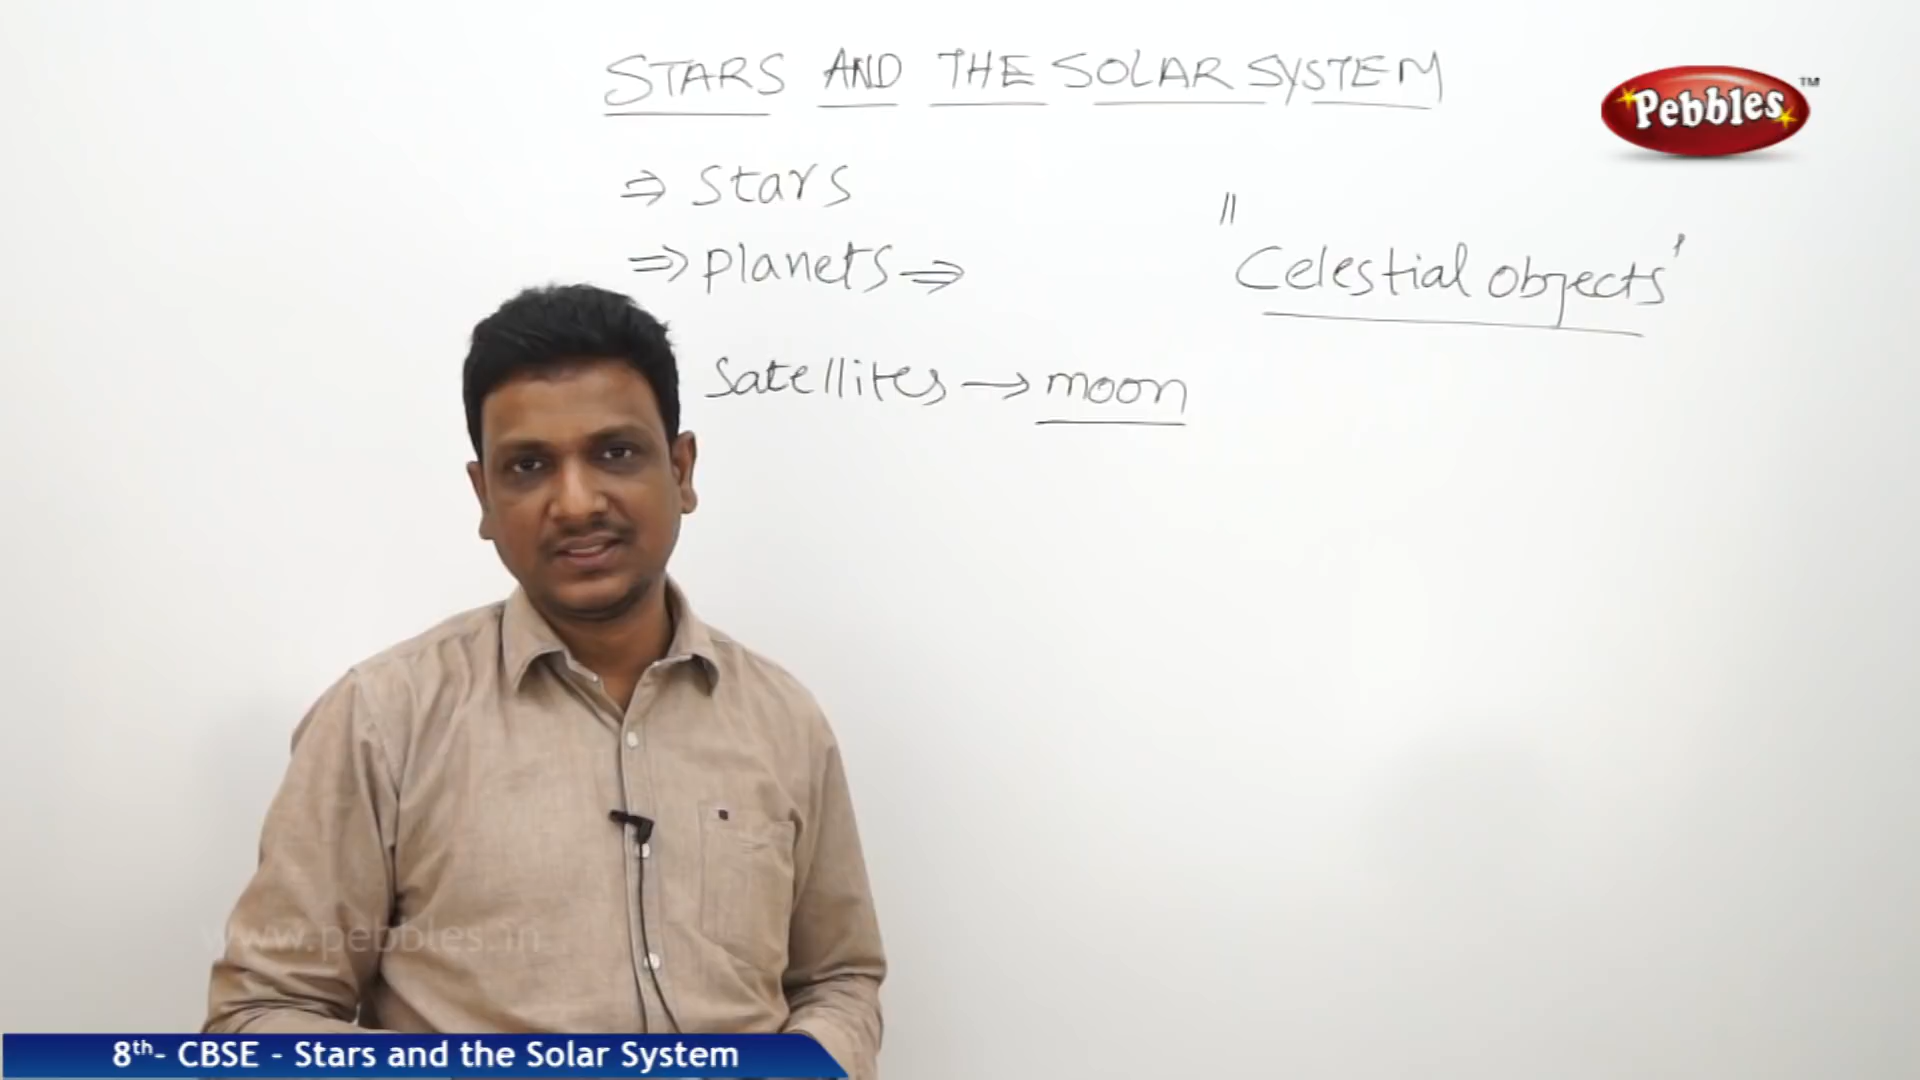 STARS AND THE SOLAR SYSTEM
Pebbles™
⇒ stars
⇒ planets ⇒
"Celestial objects"
Satellites → moon
www.pebbles.in
8th- CBSE - Stars and the Solar System